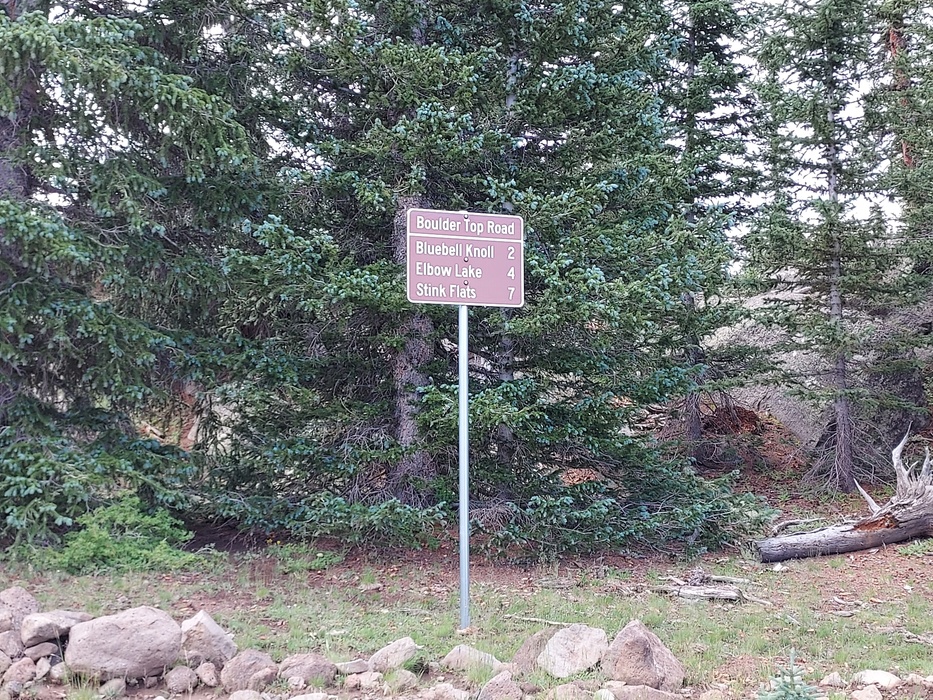 Boulder Top Road
Bluebell Knoll 2
Elbow Lake 4
Stink Flats 7